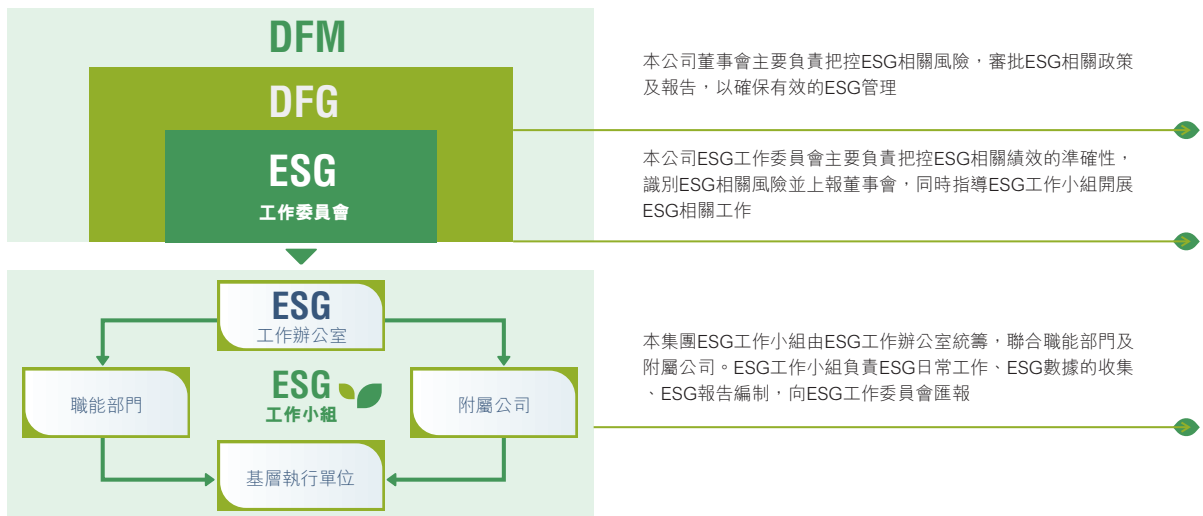 DFM
DFG
ESG
工作委員會
本公司董事會主要負責把控ESG相關風險，審批ESG相關政策
及報告，以確保有效的ESG管理
本公司ESG工作委員會主要負責把控ESG相關績效的準確性，
識別ESG相關風險並上報董事會，同時指導ESG工作小組開展
ESG相關工作
ESG
工作辦公室
職能部門
ESG
工作小組
附屬公司
基層執行單位
本集團ESG工作小組由ESG工作辦公室統籌，聯合職能部門及
附屬公司。ESG工作小組負責ESG日常工作、ESG數據的收集
、ESG報告編制，向ESG工作委員會匯報